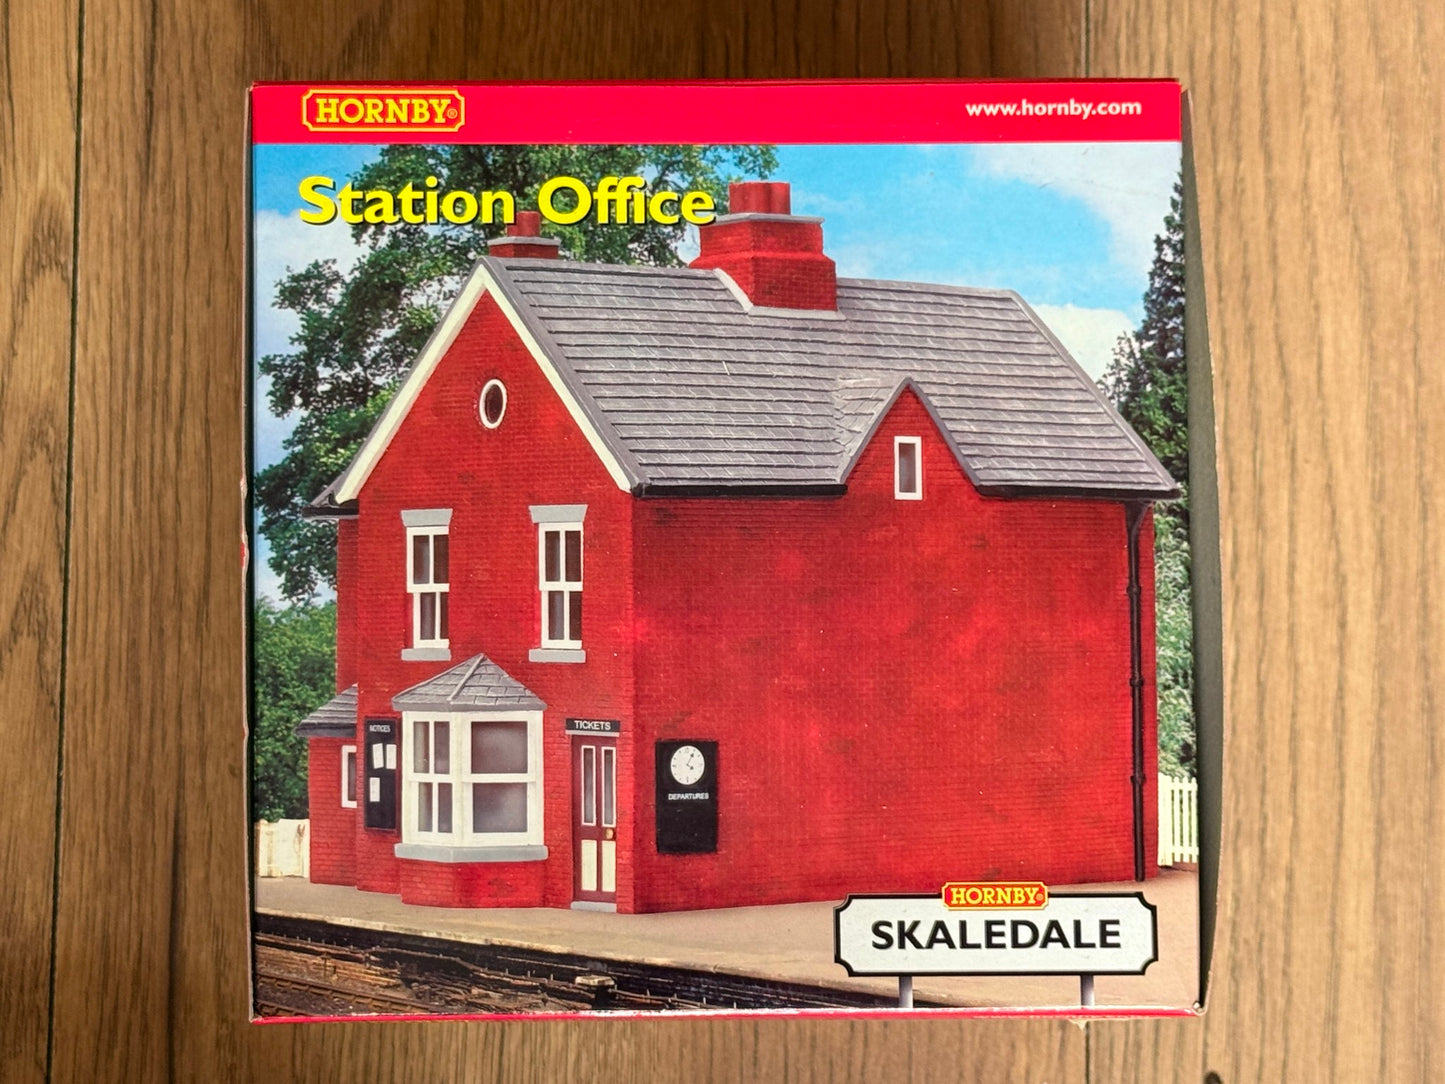 HORNBY®
www.hornby.com
Station Office
NOTICES
TICKETS
DEPARTURES
HORNBY®
SKALEDALE